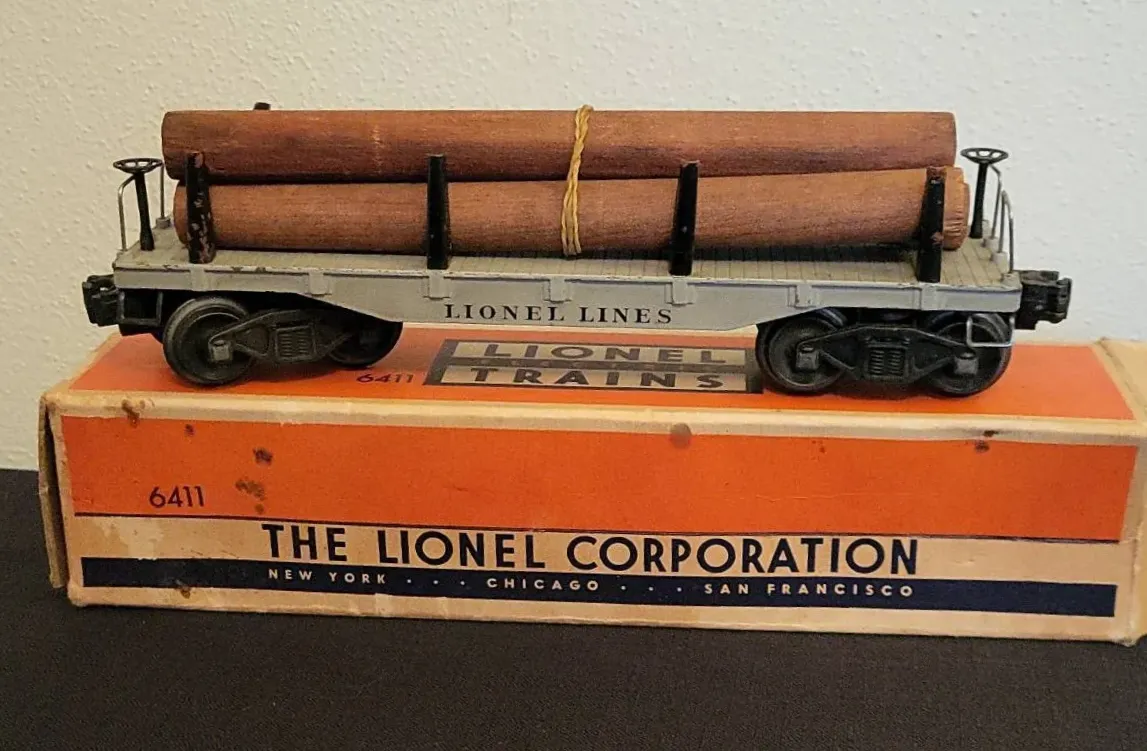 LIONEL LINES
6411
LIONEL
TRAINS
6411
THE LIONEL CORPORATION
NEW YORK · · · CHICAGO · · · SAN FRANCISCO